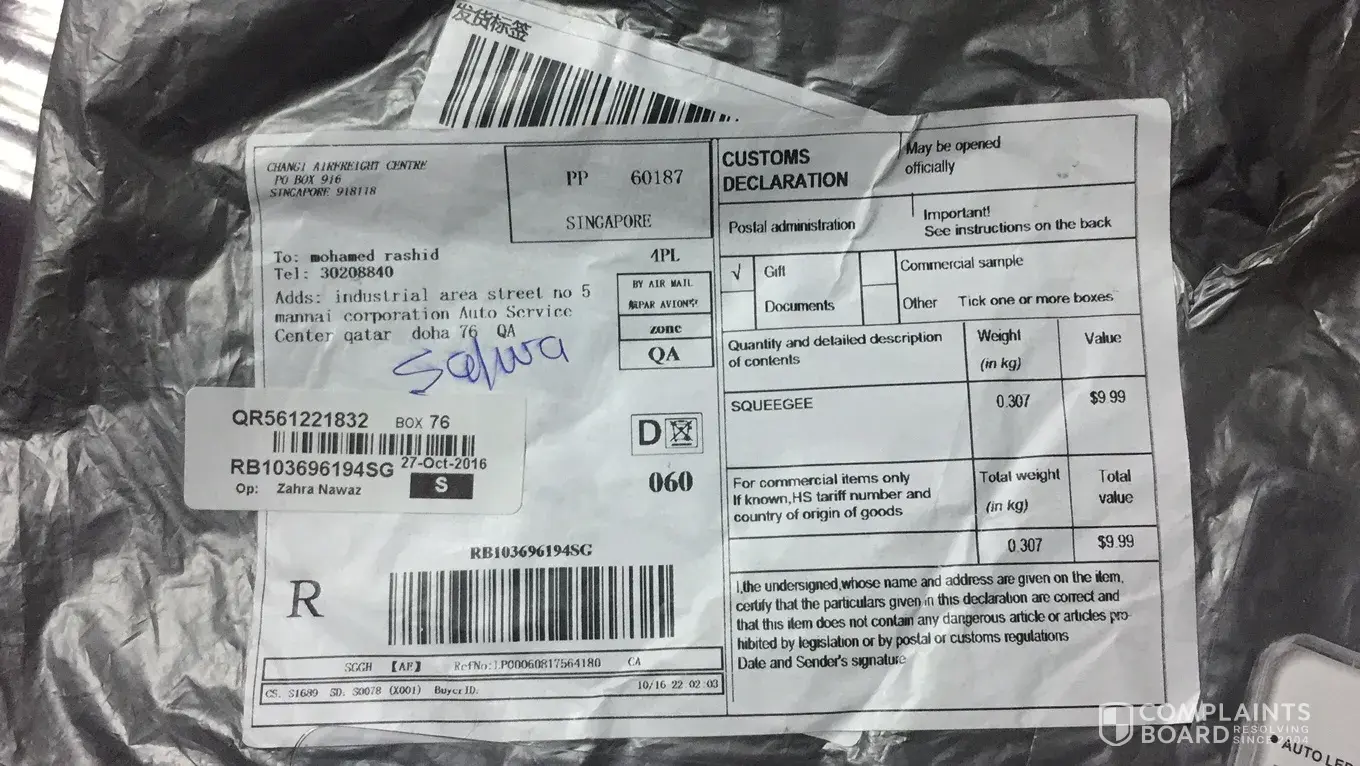 发货标签
CHANGI AIRFREIGHT CENTRE
PO BOX 916
SINGAPORE 918118
PP 60187
SINGAPORE
To: mohamed rashid
Tel: 30208840
Adds: industrial area street no 5
mannai corporation Auto Service
Center qatar doha 76 QA
Salwa
4PL
BY AIR MAIL
PAR AVION
zone
QA
D
060
QR561221832 BOX 76
RB103696194SG 27-Oct-2016
Op: Zahra Nawaz S
RB103696194SG
R
SGGH 【AF】 RefNo:LP00060817564180 CA
CS. S1689 SD. S0078 (X001) Buyer ID. 10/16 22 02:03
CUSTOMS
DECLARATION
May be opened
officially
Postal administration
Important!
See instructions on the back
√ Gift
Commercial sample
Documents
Other Tick one or more boxes
Quantity and detailed description
of contents
Weight
(in kg)
Value
SQUEEGEE 0.307 $9.99
For commercial items only
If known,HS tariff number and
country of origin of goods
Total weight
(in kg)
Total
value
0.307 $9.99
I,the undersigned,whose name and address are given on the item,
certify that the particulars given in this declaration are correct and
that this item does not contain any dangerous article or articles pro-
hibited by legislation or by postal or customs regulations
Date and Sender's signature
COMPLAINTS
BOARD RESOLVING
SINCE 2004
• AUTO LED